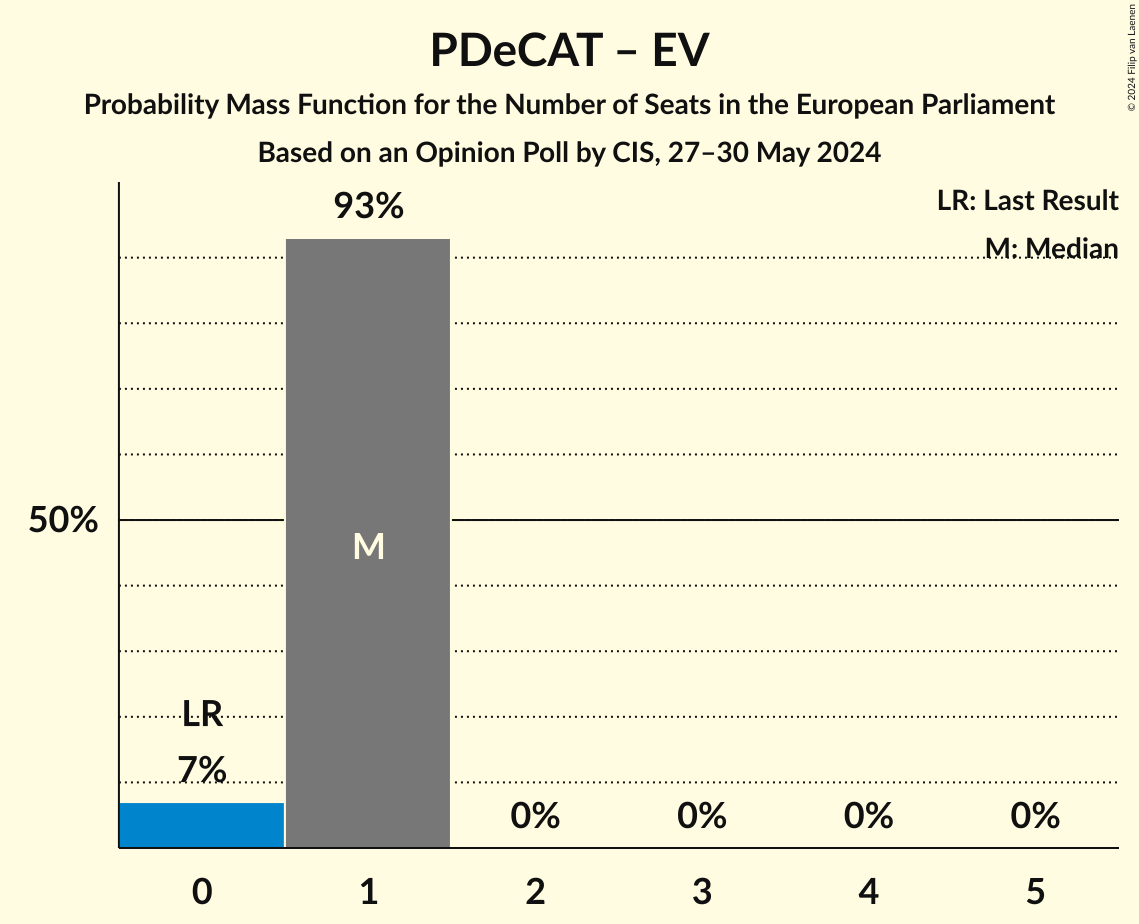 PDeCAT – EV
Probability Mass Function for the Number of Seats in the European Parliament
Based on an Opinion Poll by CIS, 27–30 May 2024
© 2024 Filip van Laenen
LR: Last Result
M: Median
93%
50%
M
LR
7%
0% 0% 0% 0%
0 1 2 3 4 5